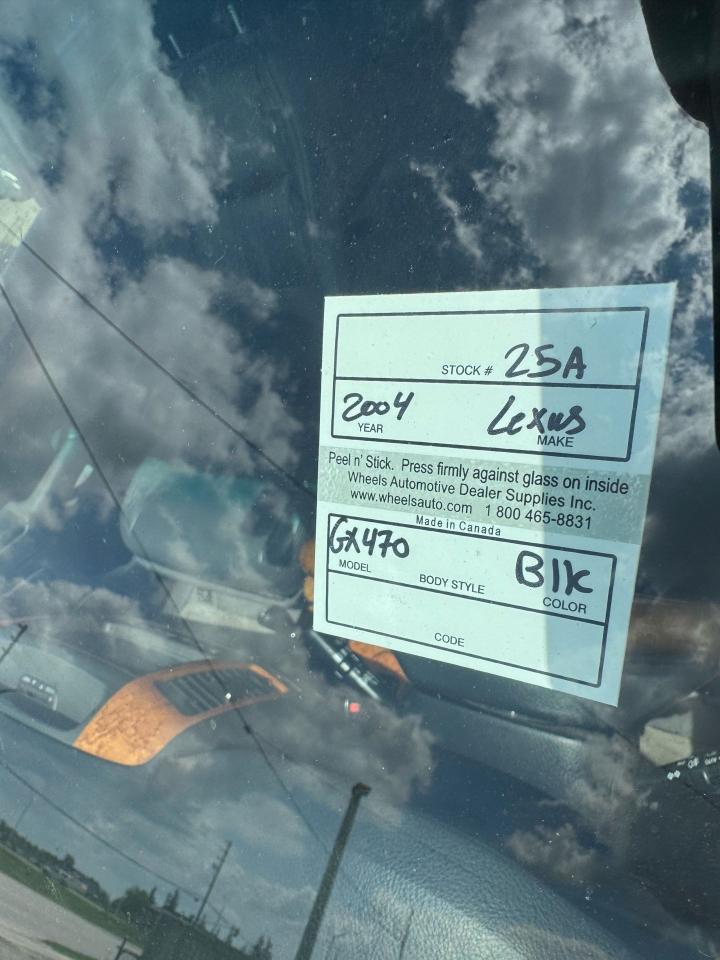 STOCK # 25A
2004 Lexus
YEAR MAKE
Peel n' Stick. Press firmly against glass on inside
Wheels Automotive Dealer Supplies Inc.
www.wheelsauto.com 1 800 465-8831
Made in Canada
GX470 Blk
MODEL BODY STYLE COLOR
CODE